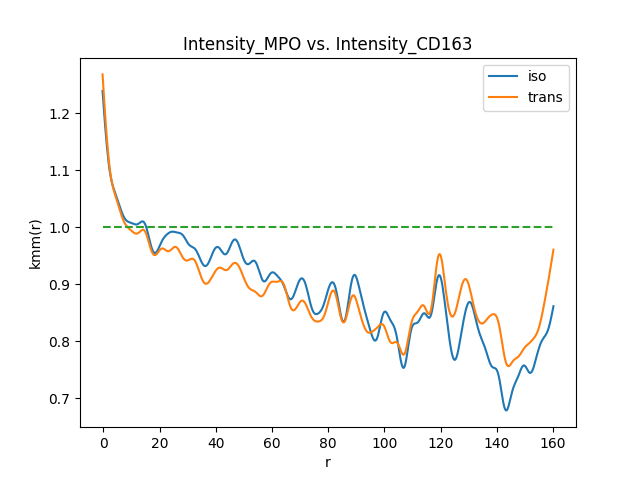 Intensity_MPO vs. Intensity_CD163
iso
trans
1.2
1.1
1.0
0.9
0.8
0.7
kmm(r)
0 20 40 60 80 100 120 140 160
r